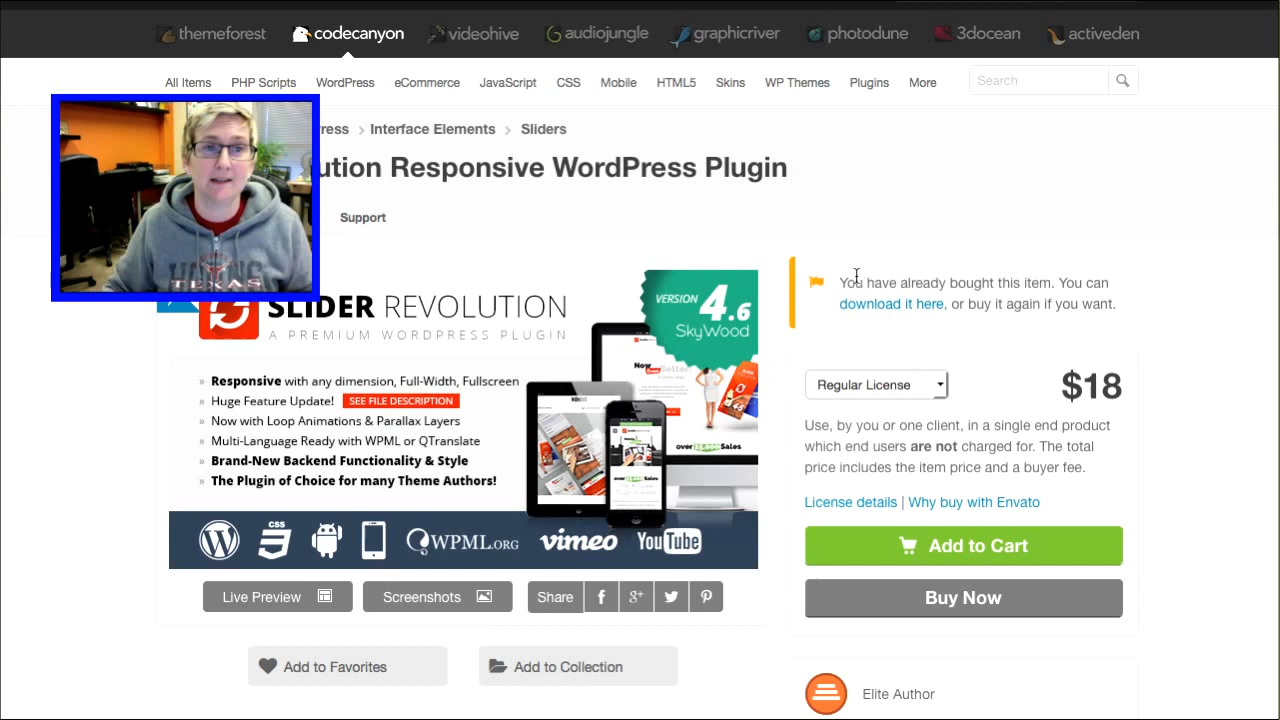 themeforest codecanyon videohive audiojungle graphicriver photodune 3docean activeden
All Items PHP Scripts WordPress eCommerce JavaScript CSS Mobile HTML5 Skins WP Themes Plugins More Search
ress > Interface Elements > Sliders
ution Responsive WordPress Plugin
Support
TEXAS
You have already bought this item. You can
download it here, or buy it again if you want.
SLIDER REVOLUTION
A PREMIUM WORDPRESS PLUGIN
VERSION 4.6
SkyWood
» Responsive with any dimension, Full-Width, Fullscreen
» Huge Feature Update! SEE FILE DESCRIPTION
» Now with Loop Animations & Parallax Layers
» Multi-Language Ready with WPML or QTranslate
» Brand-New Backend Functionality & Style
» The Plugin of Choice for many Theme Authors!
CSS WPML.ORG vimeo YouTube
Regular License $18
Use, by you or one client, in a single end product
which end users are not charged for. The total
price includes the item price and a buyer fee.
License details | Why buy with Envato
Add to Cart
Buy Now
Live Preview Screenshots Share f g+
Add to Favorites Add to Collection
Elite Author